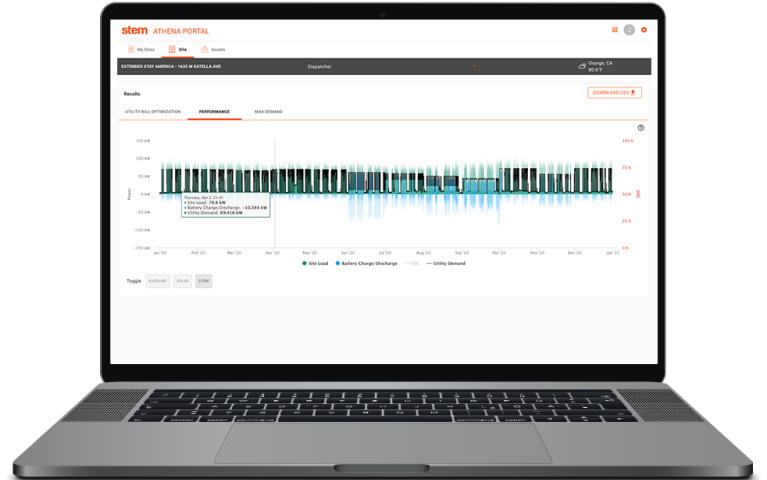 stem ATHENA PORTAL
J
My Sites Site Assets
EXTENDED STAY AMERICA - 1635 W KATELLA AVE Dispatcher Orange, CA
80.6°F
Results DOWNLOAD CSV
UTILITY BILL OPTIMIZATION PERFORMANCE MAX DEMAND
150 kW 100 %
100 kW
75 %
50 kW
0 kW 50 %
Power SOC
-50 kW
25 %
-100 kW
-150 kW 0 %
Thursday, Apr 2, 23:45
Site Load: 79.8 kW
Battery Charge/Discharge: -10.384 kW
Utility Demand: 69.416 kW
Jan '20 Feb '20 Mar '20 Apr '20 May '20 Jun '20 Jul '20 Aug '20 Sep '20 Oct '20 Nov '20 Dec '20 Jan '21
Site Load Battery Charge/Discharge SOC Utility Demand
Toggle BASELINE SOLAR STEM